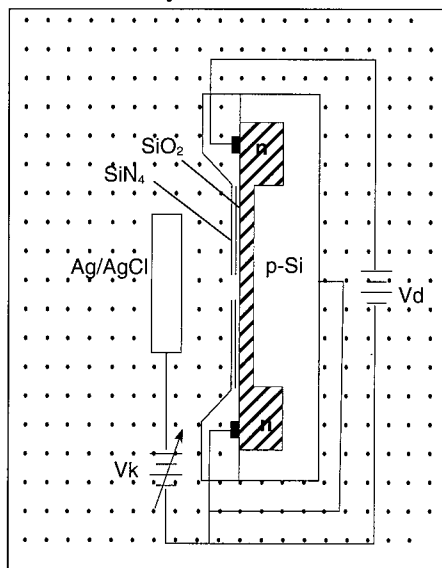 n
SiO₂
SiN₄
Ag/AgCl
p-Si
Vd
n
Vk